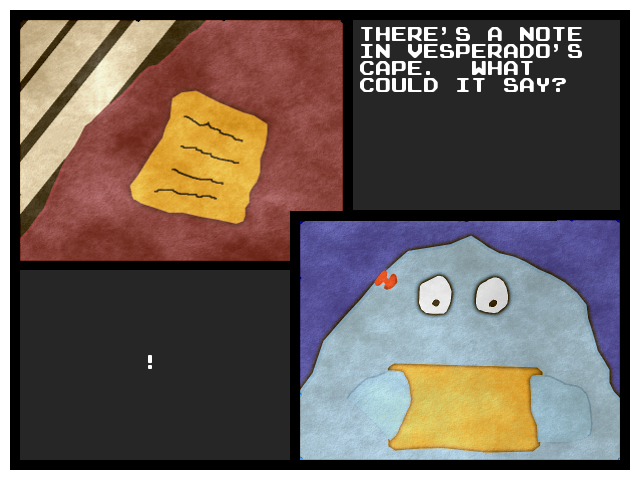 THERE'S A NOTE
IN VESPERADO'S
CAPE. WHAT
COULD IT SAY?
!